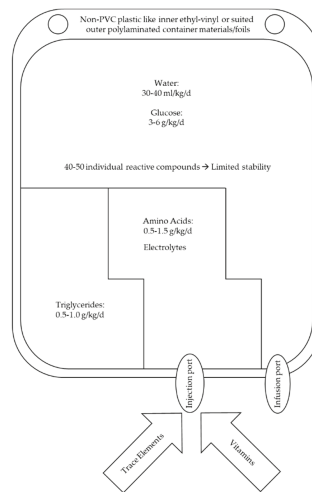 Non-PVC plastic like inner ethyl-vinyl or suited
outer polylaminated container materials/foils
Water:
30-40 ml/kg/d
Glucose:
3-6 g/kg/d
40-50 individual reactive compounds → Limited stability
Amino Acids:
0.5-1.5 g/kg/d
Electrolytes
Triglycerides:
0.5-1.0 g/kg/d
Injection port
Infusion port
Trace Elements
Vitamins